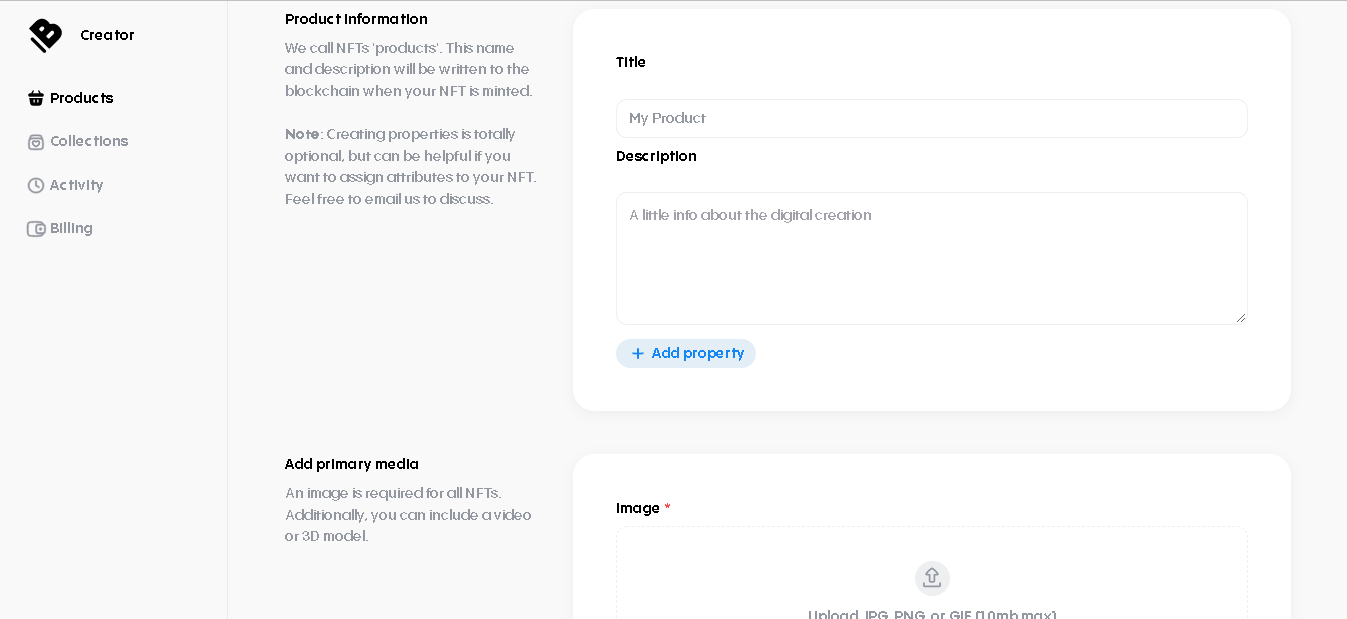 Creator
Products
Collections
Activity
Billing
Product information
We call NFTs 'products'. This name
and description will be written to the
blockchain when your NFT is minted.
Note: Creating properties is totally
optional, but can be helpful if you
want to assign attributes to your NFT.
Feel free to email us to discuss.
Title
My Product
Description
A little info about the digital creation
+ Add property
Add primary media
An image is required for all NFTs.
Additionally, you can include a video
or 3D model.
Image *
Upload JPG, PNG, or GIF (10mb max)